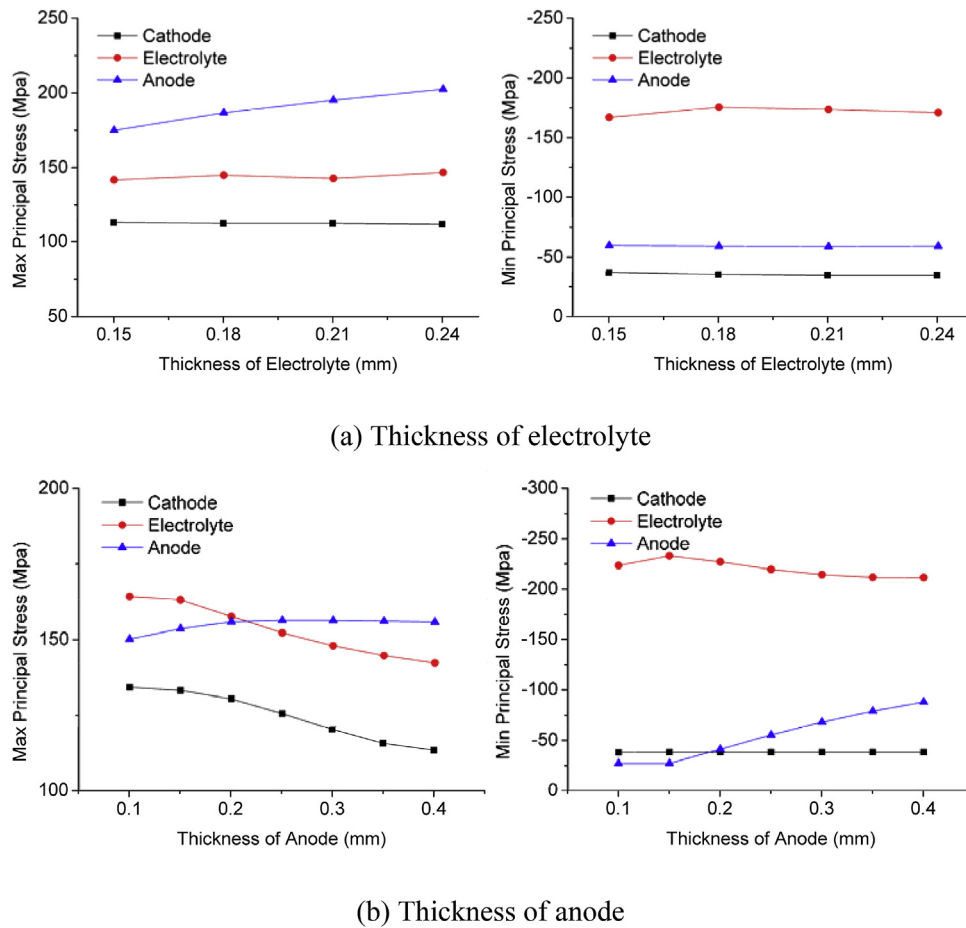 -250
250
Cathode
Electrolyte
Anode
200
150
100
50
Max Principal Stress (Mpa)
0.15 0.18 0.21 0.24
Thickness of Electrolyte (mm)
Cathode
Electrolyte
Anode
-200
-150
-100
-50
0
Min Principal Stress (Mpa)
0.15 0.18 0.21 0.24
Thickness of Electrolyte (mm)
(a) Thickness of electrolyte
200
Cathode
Electrolyte
Anode
150
100
Max Principal Stress (Mpa)
0.1 0.2 0.3 0.4
Thickness of Anode (mm)
-300
Cathode
Electrolyte
Anode
-250
-200
-150
-100
-50
0
Min Principal Stress (Mpa)
0.1 0.2 0.3 0.4
Thickness of Anode (mm)
(b) Thickness of anode